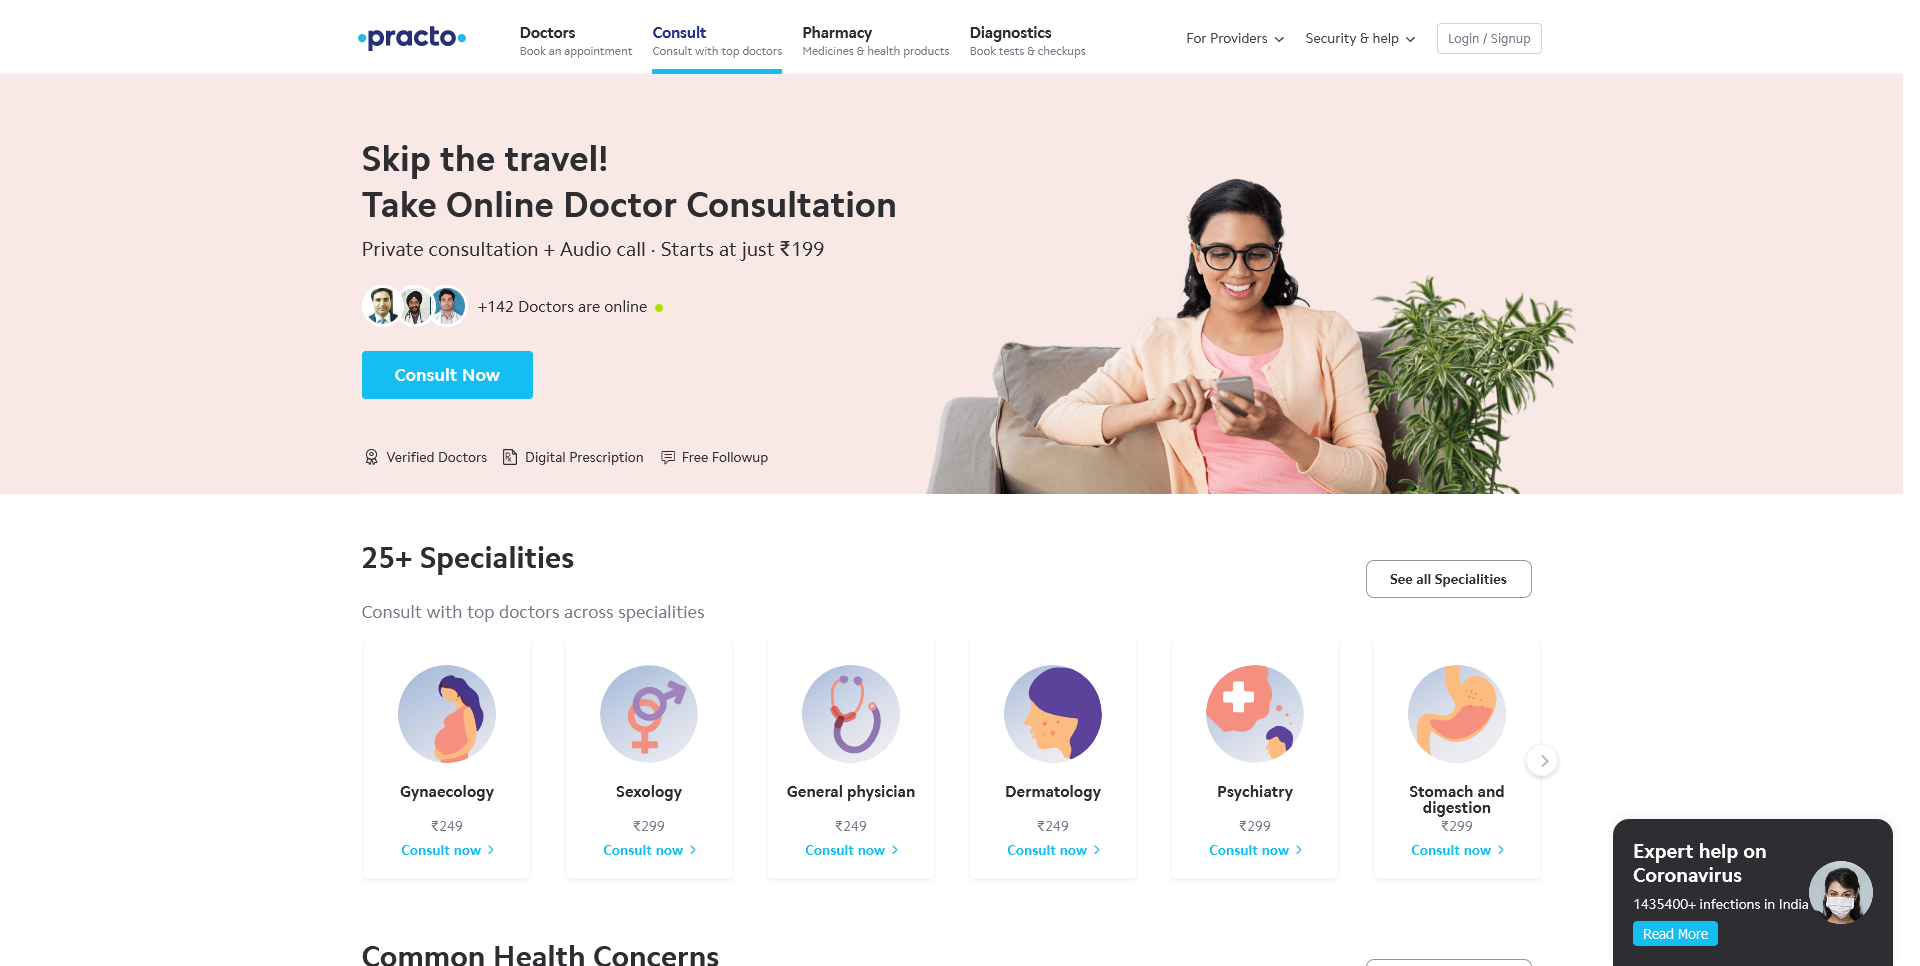 practo
Doctors
Book an appointment
Consult
Consult with top doctors
Pharmacy
Medicines & health products
Diagnostics
Book tests & checkups
For Providers
Security & help
Login / Signup
Skip the travel!
Take Online Doctor Consultation
Private consultation + Audio call · Starts at just ₹199
+142 Doctors are online
Consult Now
Verified Doctors
Digital Prescription
Free Followup
25+ Specialities
See all Specialities
Consult with top doctors across specialities
Gynaecology
₹249
Consult now
Sexology
₹299
Consult now
General physician
₹249
Consult now
Dermatology
₹249
Consult now
Psychiatry
₹299
Consult now
Stomach and
digestion
₹299
Consult now
Expert help on
Coronavirus
1435400+ infections in India
Read More
Common Health Concerns